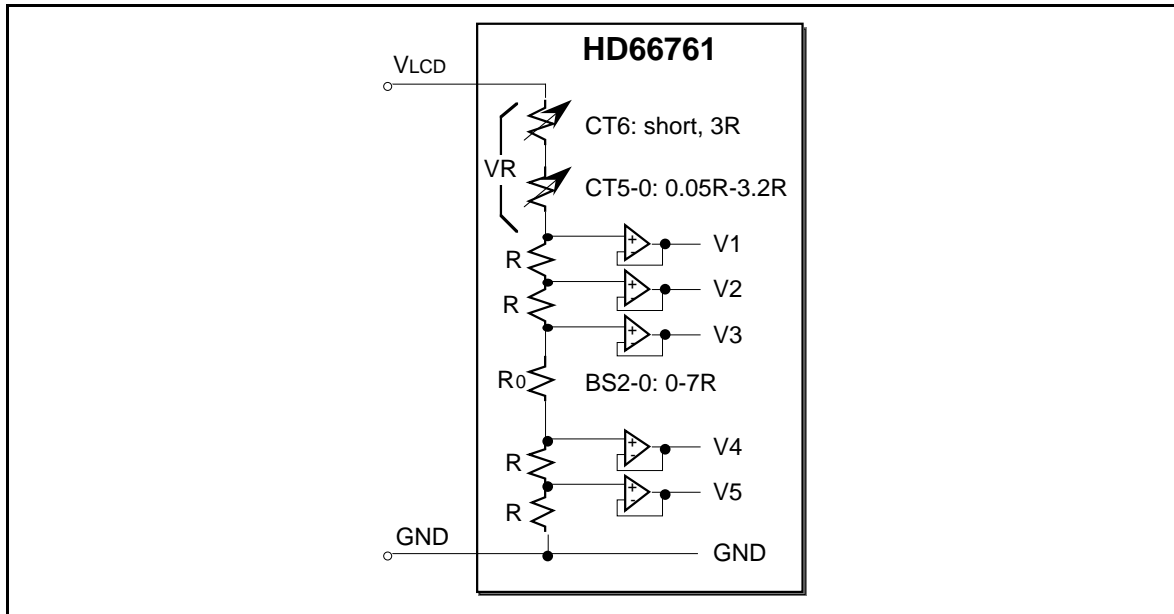 HD66761
VLCD
CT6: short, 3R
VR
CT5-0: 0.05R-3.2R
+
-
V1
R
+
-
V2
R
+
-
V3
R0
BS2-0: 0-7R
+
-
V4
R
+
-
V5
R
GND
GND